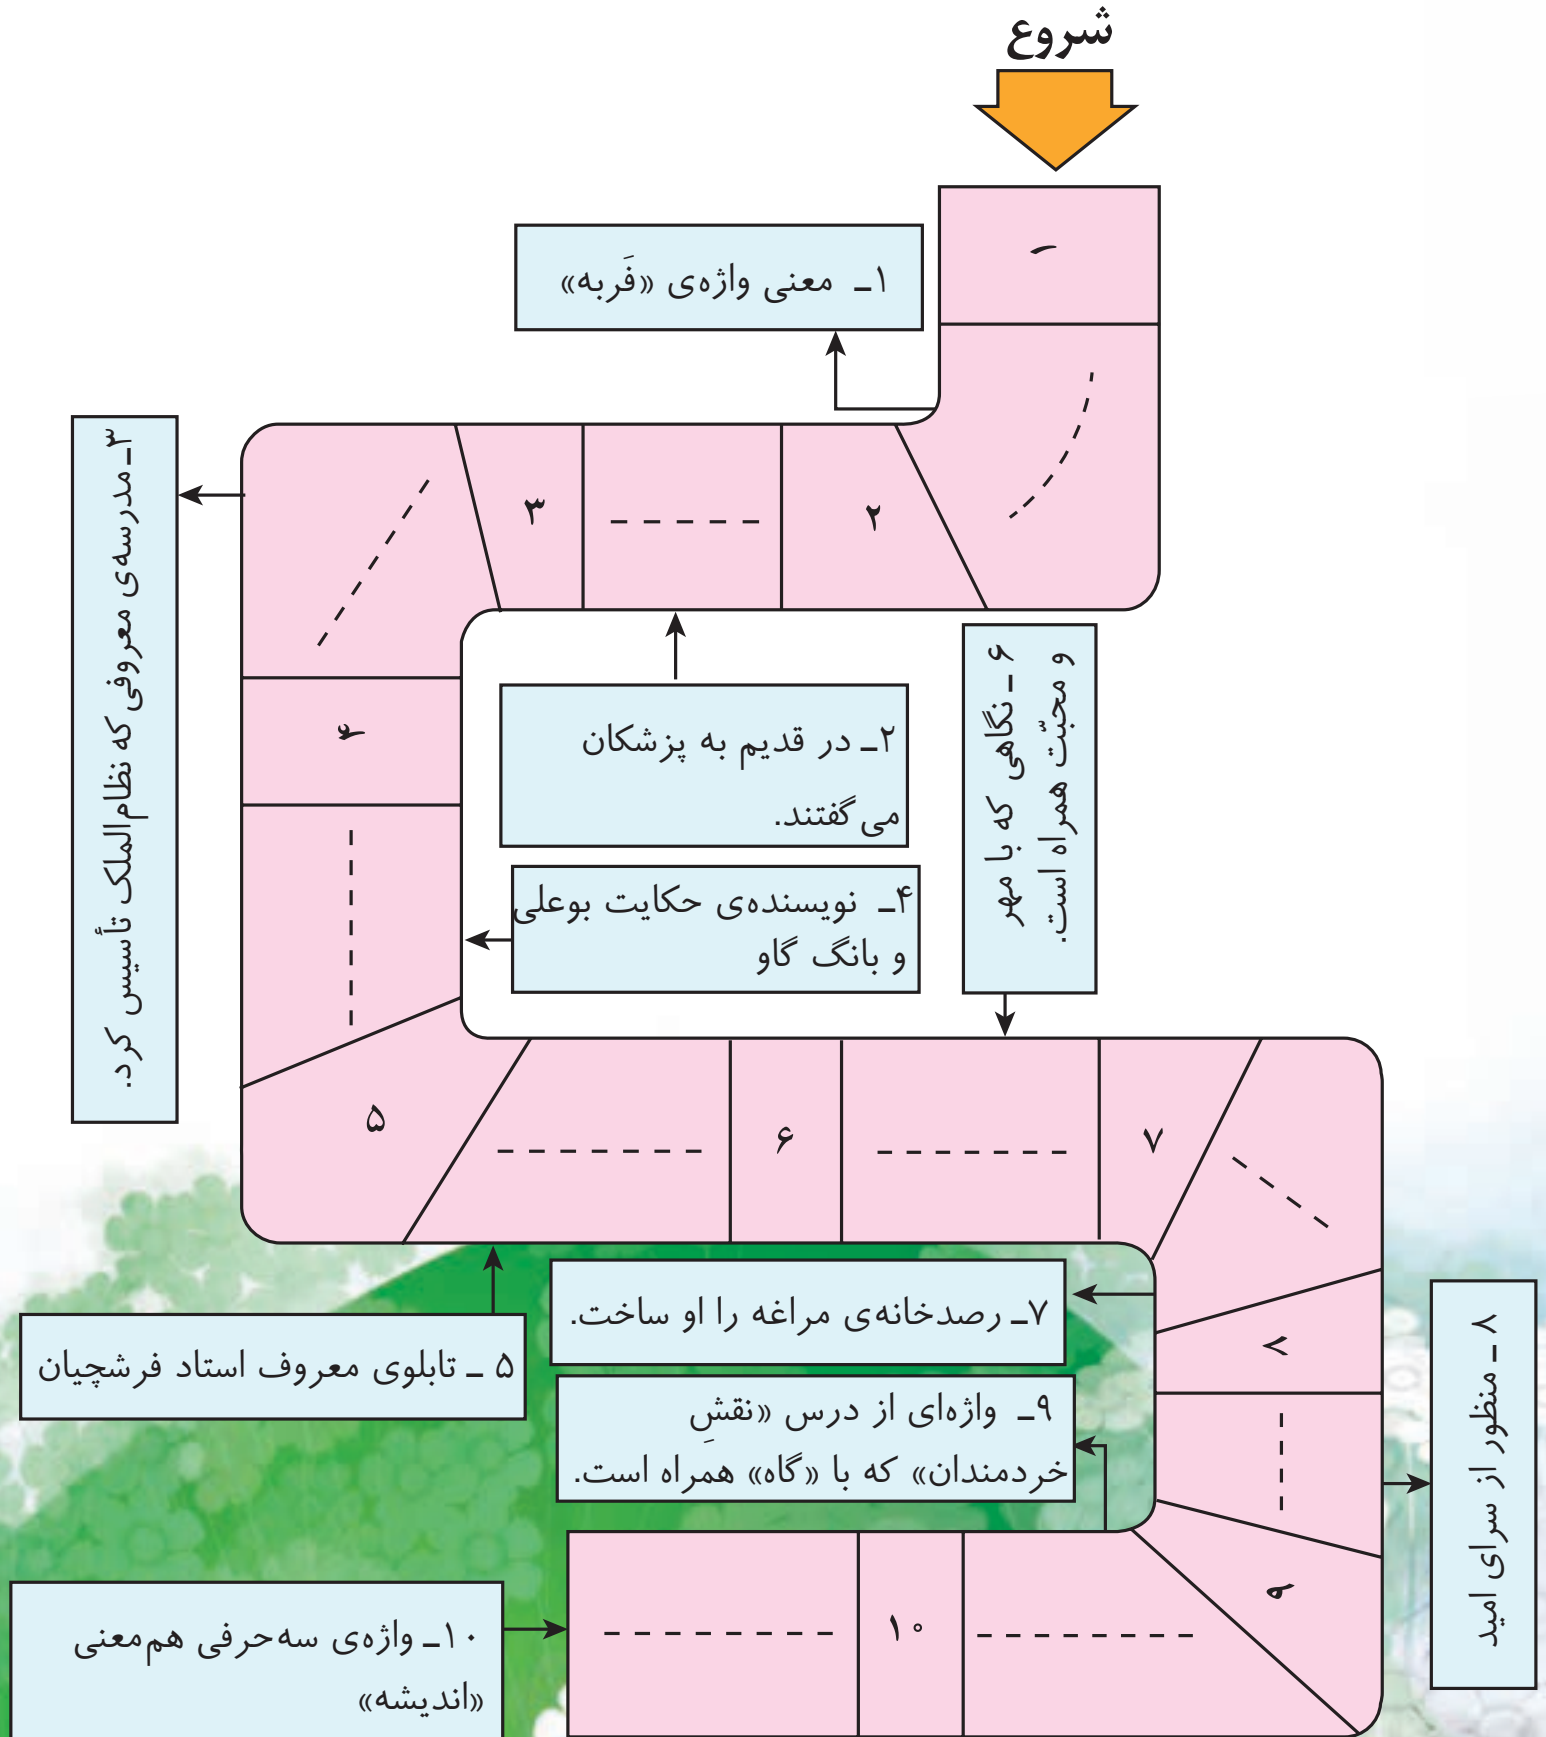 شروع
۱
۱ـ معنی واژه‌ی «فَربه»
۲
۳
۲ـ در قدیم به پزشکان
می‌گفتند.
۳ـ مدرسه‌ی معروفی که نظام‌الملک تأسیس کرد.
۴
۴ـ نویسنده‌ی حکایت بوعلی
و بانگ گاو
۶ ـ نگاهی که با مهر
و محبّت همراه است.
۵
۶
۷
۵ ـ تابلوی معروف استاد فرشچیان
۷ـ رصدخانه‌ی مراغه را او ساخت.
۸
۸ ـ منظور از سرای امید
۹ـ واژه‌ای از درس «نقشِ
خردمندان» که با «گاه» همراه است.
۹
۱۰
۱۰ـ واژه‌ی سه‌حرفی هم‌معنی
«اندیشه»